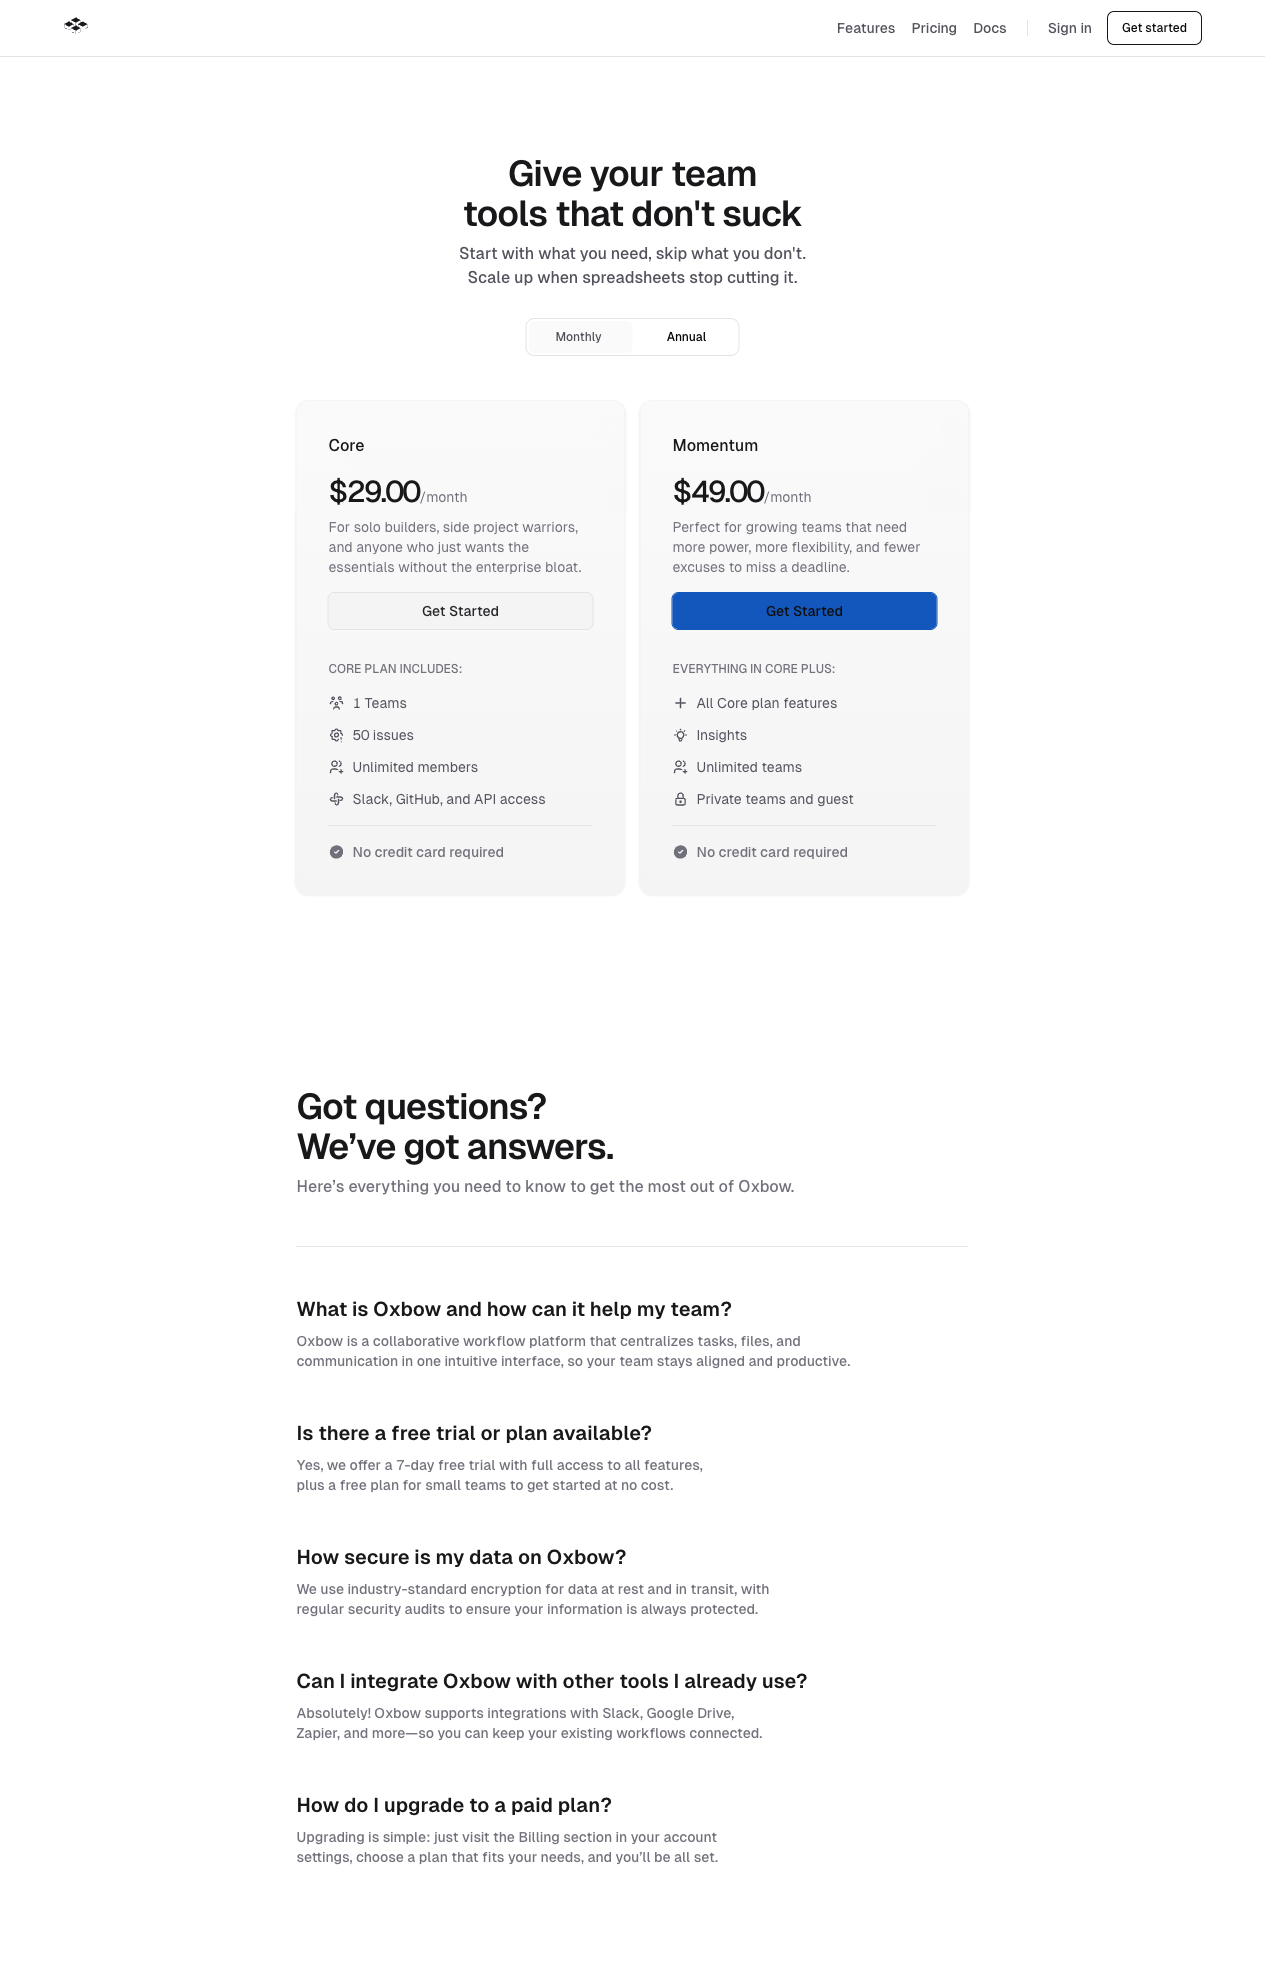 Features Pricing Docs Sign in Get started
Give your team
tools that don't suck
Start with what you need, skip what you don't.
Scale up when spreadsheets stop cutting it.
Monthly Annual
Core
$29.00/month
For solo builders, side project warriors,
and anyone who just wants the
essentials without the enterprise bloat.
Get Started
CORE PLAN INCLUDES:
1 Teams
50 issues
Unlimited members
Slack, GitHub, and API access
No credit card required
Momentum
$49.00/month
Perfect for growing teams that need
more power, more flexibility, and fewer
excuses to miss a deadline.
Get Started
EVERYTHING IN CORE PLUS:
All Core plan features
Insights
Unlimited teams
Private teams and guest
No credit card required
Got questions?
We’ve got answers.
Here’s everything you need to know to get the most out of Oxbow.
What is Oxbow and how can it help my team?
Oxbow is a collaborative workflow platform that centralizes tasks, files, and
communication in one intuitive interface, so your team stays aligned and productive.
Is there a free trial or plan available?
Yes, we offer a 7-day free trial with full access to all features,
plus a free plan for small teams to get started at no cost.
How secure is my data on Oxbow?
We use industry-standard encryption for data at rest and in transit, with
regular security audits to ensure your information is always protected.
Can I integrate Oxbow with other tools I already use?
Absolutely! Oxbow supports integrations with Slack, Google Drive,
Zapier, and more—so you can keep your existing workflows connected.
How do I upgrade to a paid plan?
Upgrading is simple: just visit the Billing section in your account
settings, choose a plan that fits your needs, and you’ll be all set.